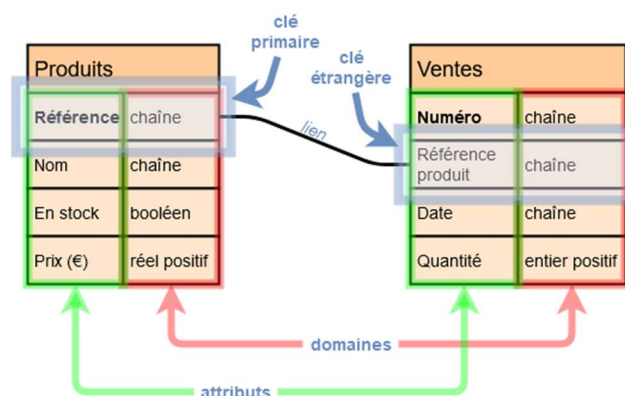 clé
primaire
clé
étrangère
Produits
Référence chaîne
Nom chaîne
En stock booléen
Prix (€) réel positif
lien
Ventes
Numéro chaîne
Référence
produit chaîne
Date chaîne
Quantité entier positif
domaines
attributs